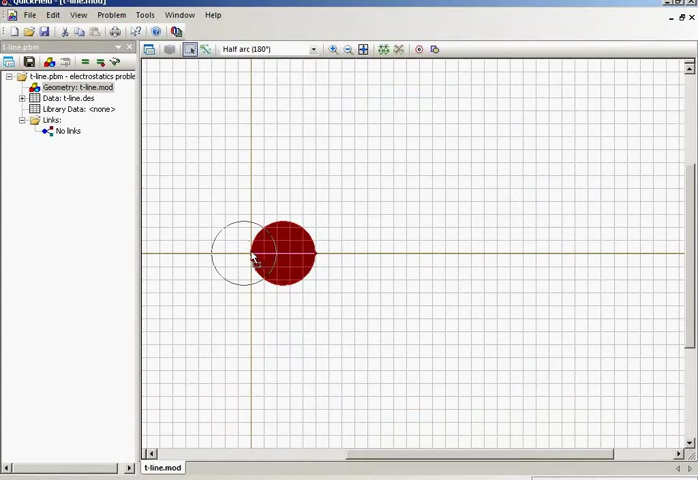 QuickField - [t-line.mod]
File Edit View Problem Tools Window Help
t-line.pbm
Half arc (180°)
t-line.pbm - electrostatics proble
Geometry: t-line.mod
Data: t-line.des
Library Data: <none>
Links:
No links
t-line.mod